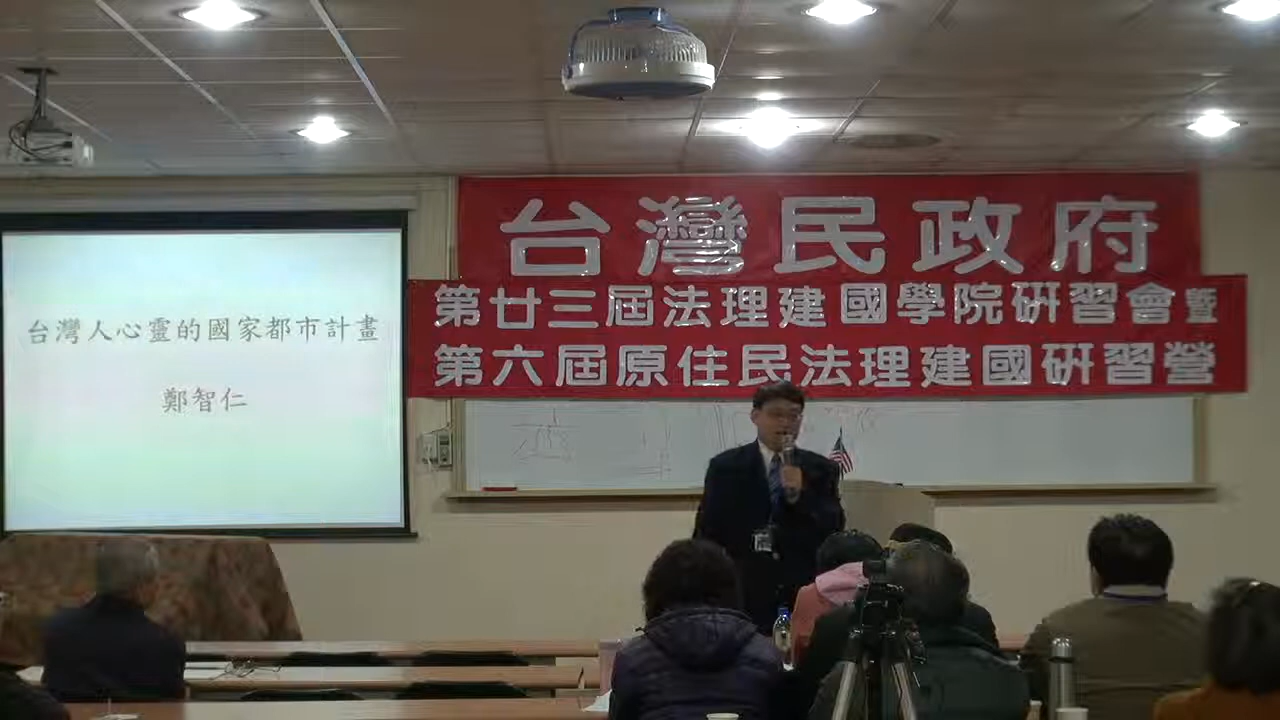 台灣人心靈的國家都市計畫
鄭智仁
台灣民政府
第廿三屆法理建國學院研習會暨
第六屆原住民法理建國研習營